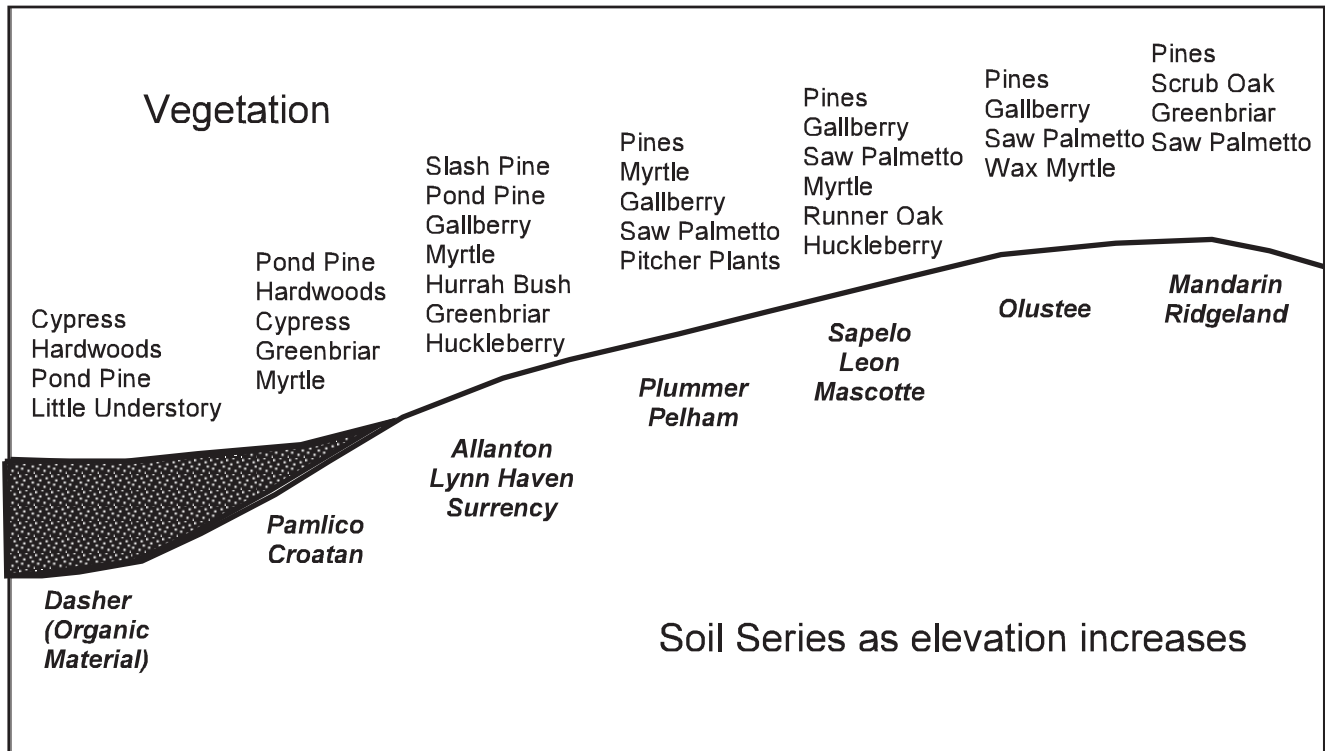 Vegetation
Cypress
Hardwoods
Pond Pine
Little Understory
Pond Pine
Hardwoods
Cypress
Greenbriar
Myrtle
Slash Pine
Pond Pine
Gallberry
Myrtle
Hurrah Bush
Greenbriar
Huckleberry
Pines
Myrtle
Gallberry
Saw Palmetto
Pitcher Plants
Pines
Gallberry
Saw Palmetto
Myrtle
Runner Oak
Huckleberry
Pines
Gallberry
Saw Palmetto
Wax Myrtle
Pines
Scrub Oak
Greenbriar
Saw Palmetto
Dasher
(Organic
Material)
Pamlico
Croatan
Allanton
Lynn Haven
Surrency
Plummer
Pelham
Sapelo
Leon
Mascotte
Olustee
Mandarin
Ridgeland
Soil Series as elevation increases